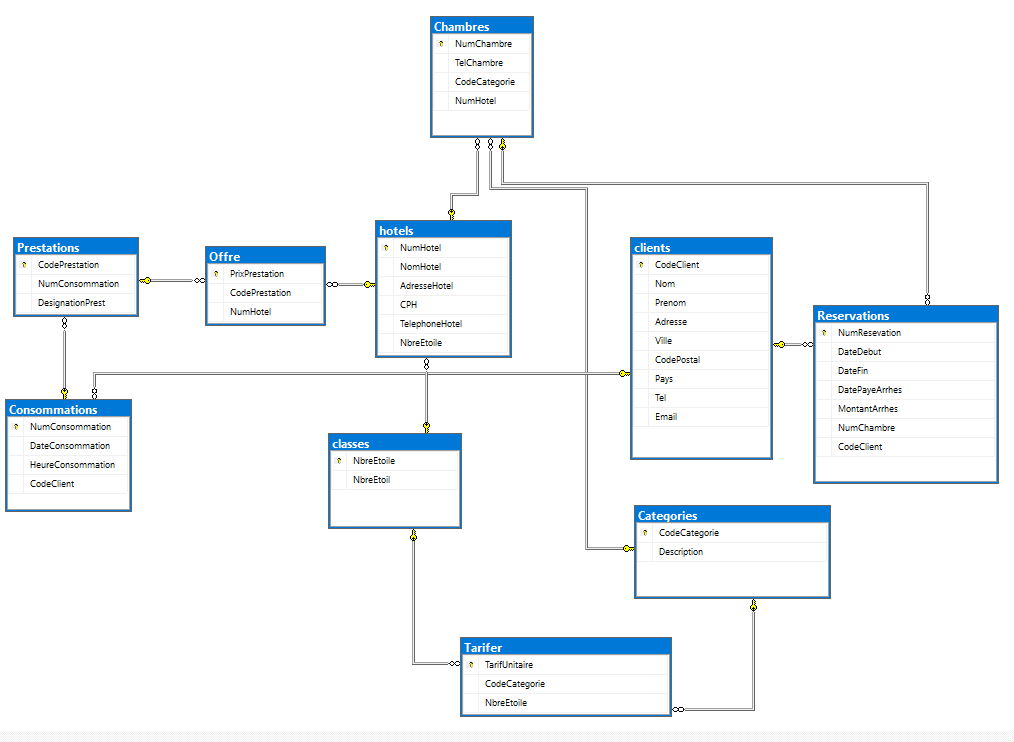 Chambres
NumChambre
TelChambre
CodeCategorie
NumHotel
Prestations
CodePrestation
NumConsommation
DesignationPrest
Offre
PrixPrestation
CodePrestation
NumHotel
hotels
NumHotel
NomHotel
AdresseHotel
CPH
TelephoneHotel
NbreEtoile
clients
CodeClient
Nom
Prenom
Adresse
Ville
CodePostal
Pays
Tel
Email
Reservations
NumResevation
DateDebut
DateFin
DatePayeArrhes
MontantArrhes
NumChambre
CodeClient
Consommations
NumConsommation
DateConsommation
HeureConsommation
CodeClient
classes
NbreEtoile
NbreEtoil
Categories
CodeCategorie
Description
Tarifer
TarifUnitaire
CodeCategorie
NbreEtoile